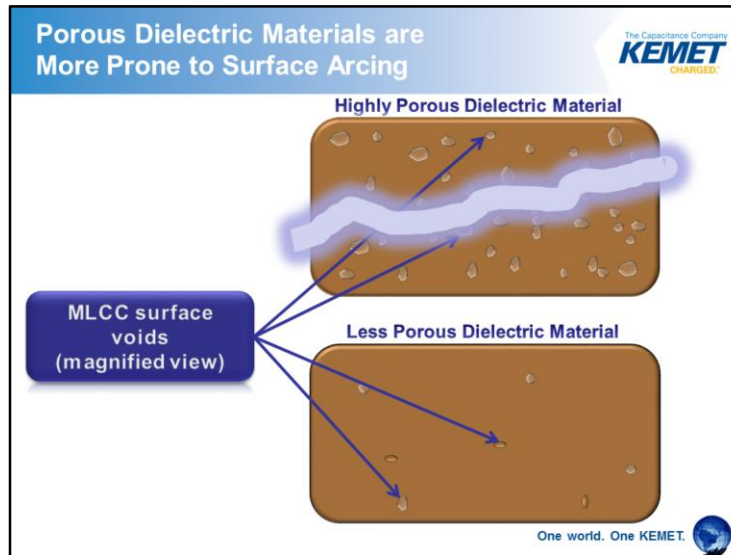 Porous Dielectric Materials are
More Prone to Surface Arcing
The Capacitance Company
KEMET
CHARGED.
Highly Porous Dielectric Material
MLCC surface
voids
(magnified view)
Less Porous Dielectric Material
One world. One KEMET.